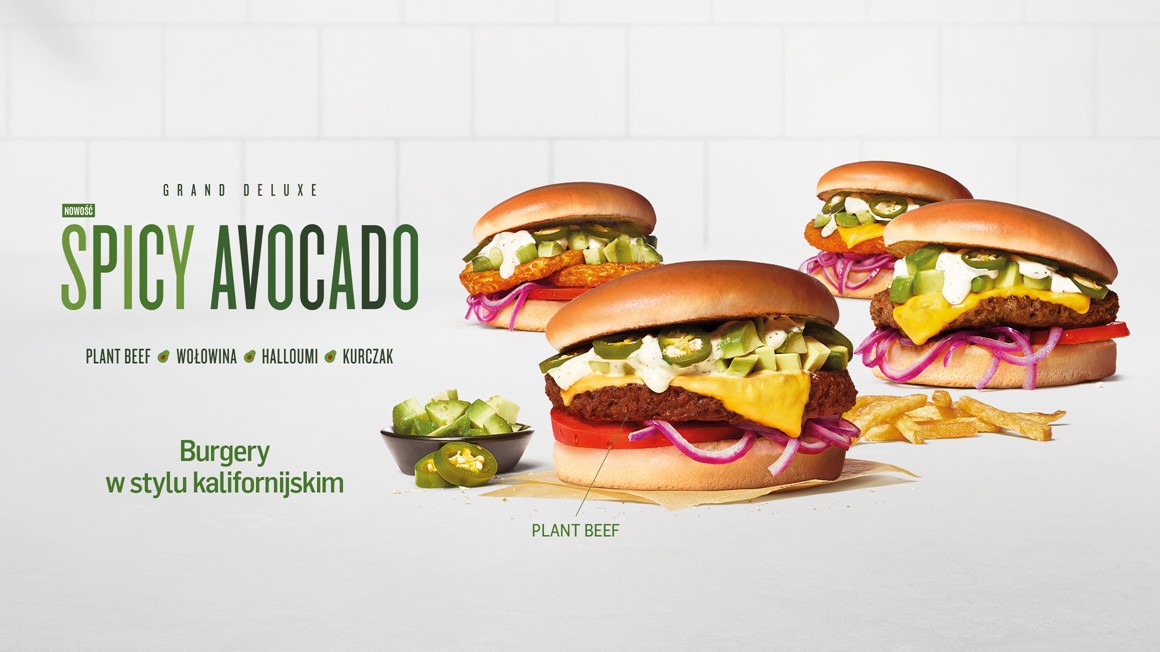 GRAND DELUXE
NOWOŚĆ
SPICY AVOCADO
PLANT BEEF WOŁOWINA HALLOUMI KURCZAK
Burgery
w stylu kalifornijskim
PLANT BEEF